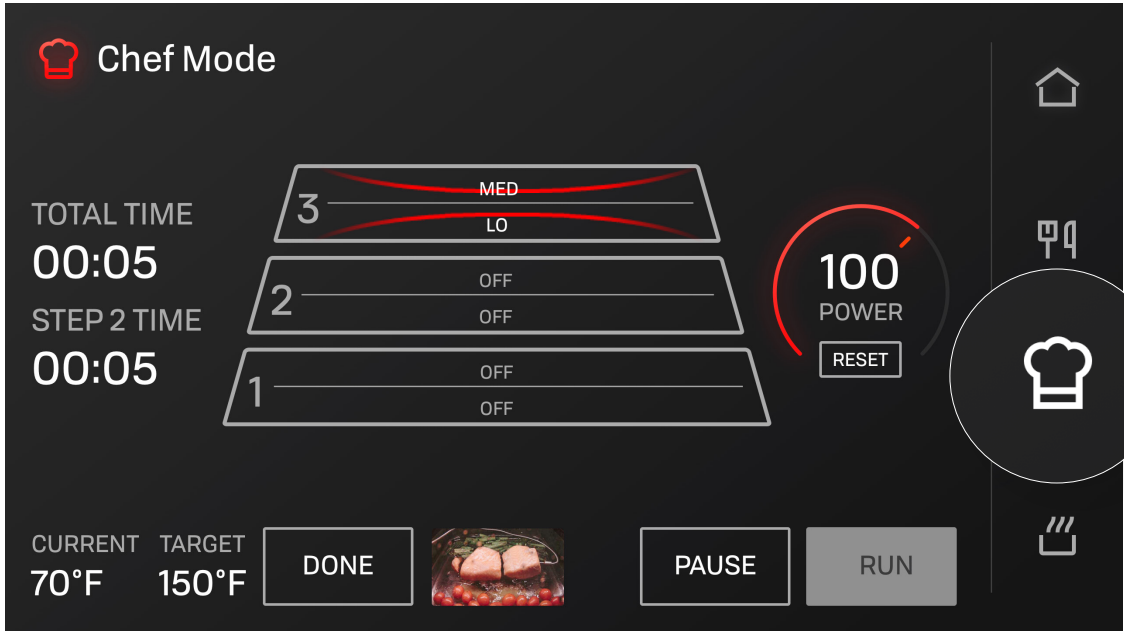 Chef Mode
TOTAL TIME
00:05
STEP 2 TIME
00:05
3
MED
LO
2
OFF
OFF
1
OFF
OFF
100
POWER
RESET
CURRENT
70°F
TARGET
150°F
DONE
PAUSE
RUN